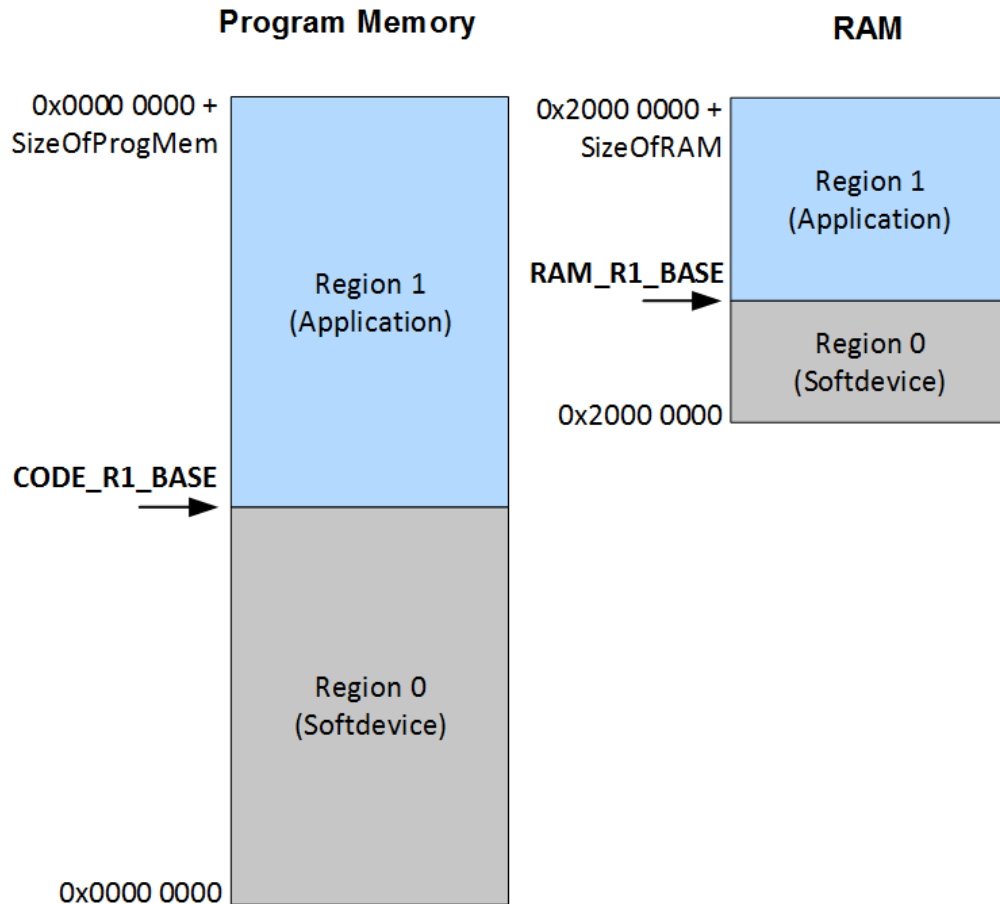 Program Memory
0x0000 0000 +
SizeOfProgMem
Region 1
(Application)
CODE_R1_BASE
Region 0
(Softdevice)
0x0000 0000
RAM
0x2000 0000 +
SizeOfRAM
Region 1
(Application)
RAM_R1_BASE
Region 0
(Softdevice)
0x2000 0000